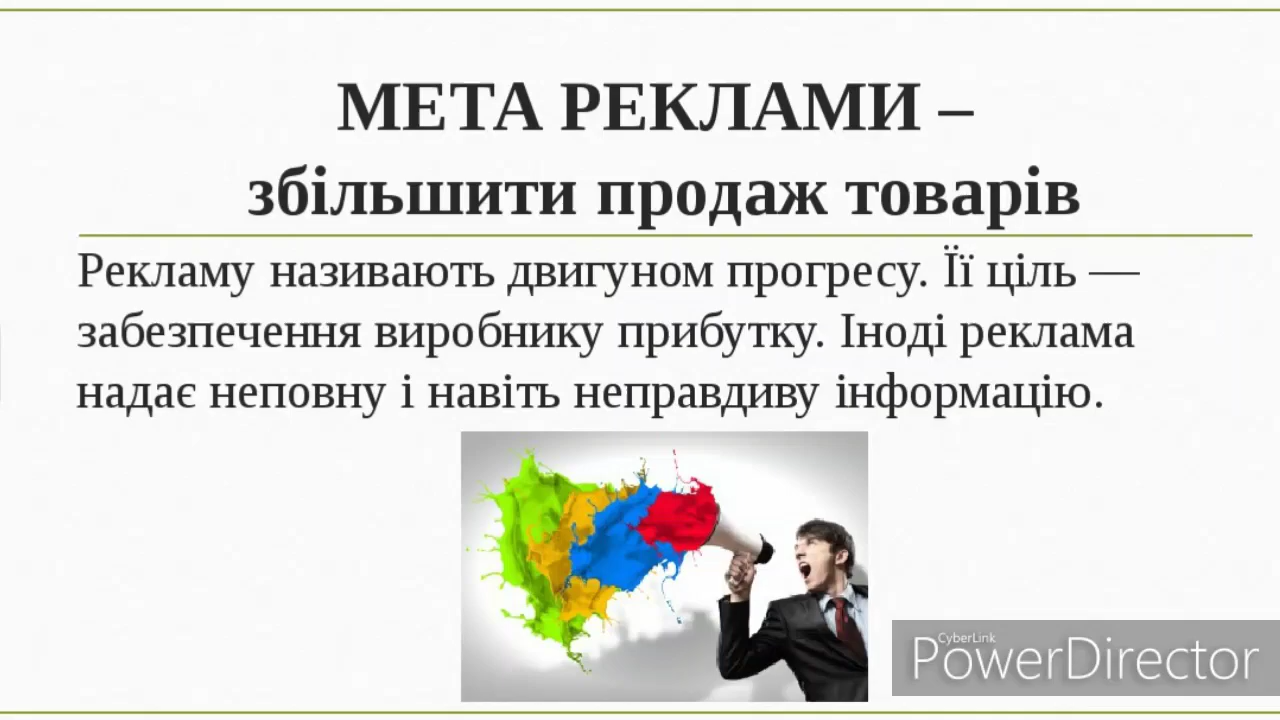 МЕТА РЕКЛАМИ –
збільшити продаж товарів
Рекламу називають двигуном прогресу. Її ціль —
забезпечення виробнику прибутку. Іноді реклама
надає неповну і навіть неправдиву інформацію.
CyberLink
PowerDirector